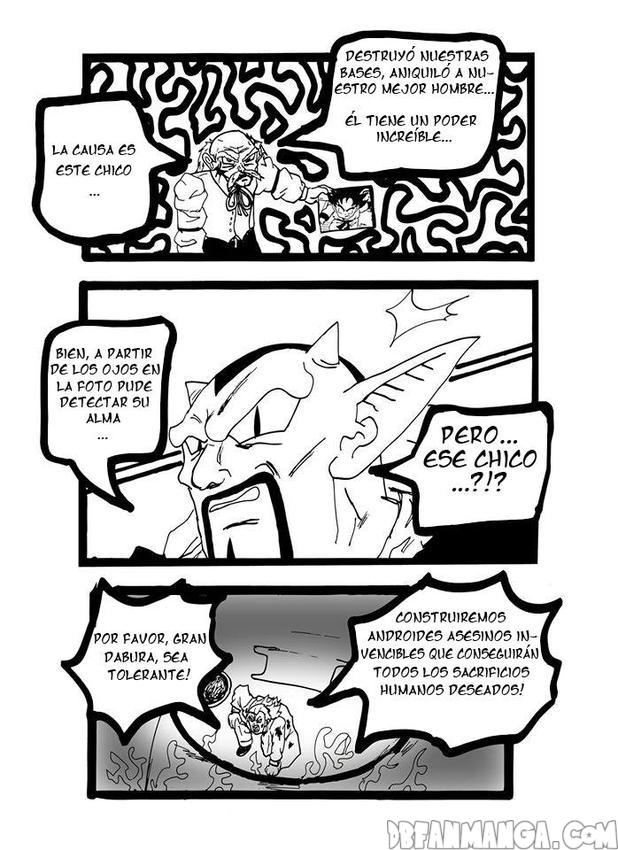 DESTRUYÓ NUESTRAS
BASES, ANIQUILÓ A NU-
ESTRO MEJOR HOMBRE...
ÉL TIENE UN PODER
INCREÍBLE...
LA CAUSA ES
ESTE CHICO
...
BIEN, A PARTIR
DE LOS OJOS EN
LA FOTO PUDE
DETECTAR SU
ALMA
...
PERO...
ESE CHICO
...?!?
POR FAVOR, GRAN
DABURA, SEA
TOLERANTE!
CONSTRUIREMOS
ANDROIDES ASESINOS IN-
VENCIBLES QUE CONSEGUIRÁN
TODOS LOS SACRIFICIOS
HUMANOS DESEADOS!
DBFANMANGA.COM